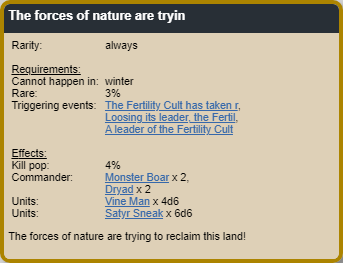 The forces of nature are tryin
Rarity: always
Requirements:
Cannot happen in: winter
Rare: 3%
Triggering events: The Fertility Cult has taken r,
Loosing its leader, the Fertil,
A leader of the Fertility Cult
Effects:
Kill pop: 4%
Commander: Monster Boar x 2,
Dryad x 2
Units: Vine Man x 4d6
Units: Satyr Sneak x 6d6
The forces of nature are trying to reclaim this land!